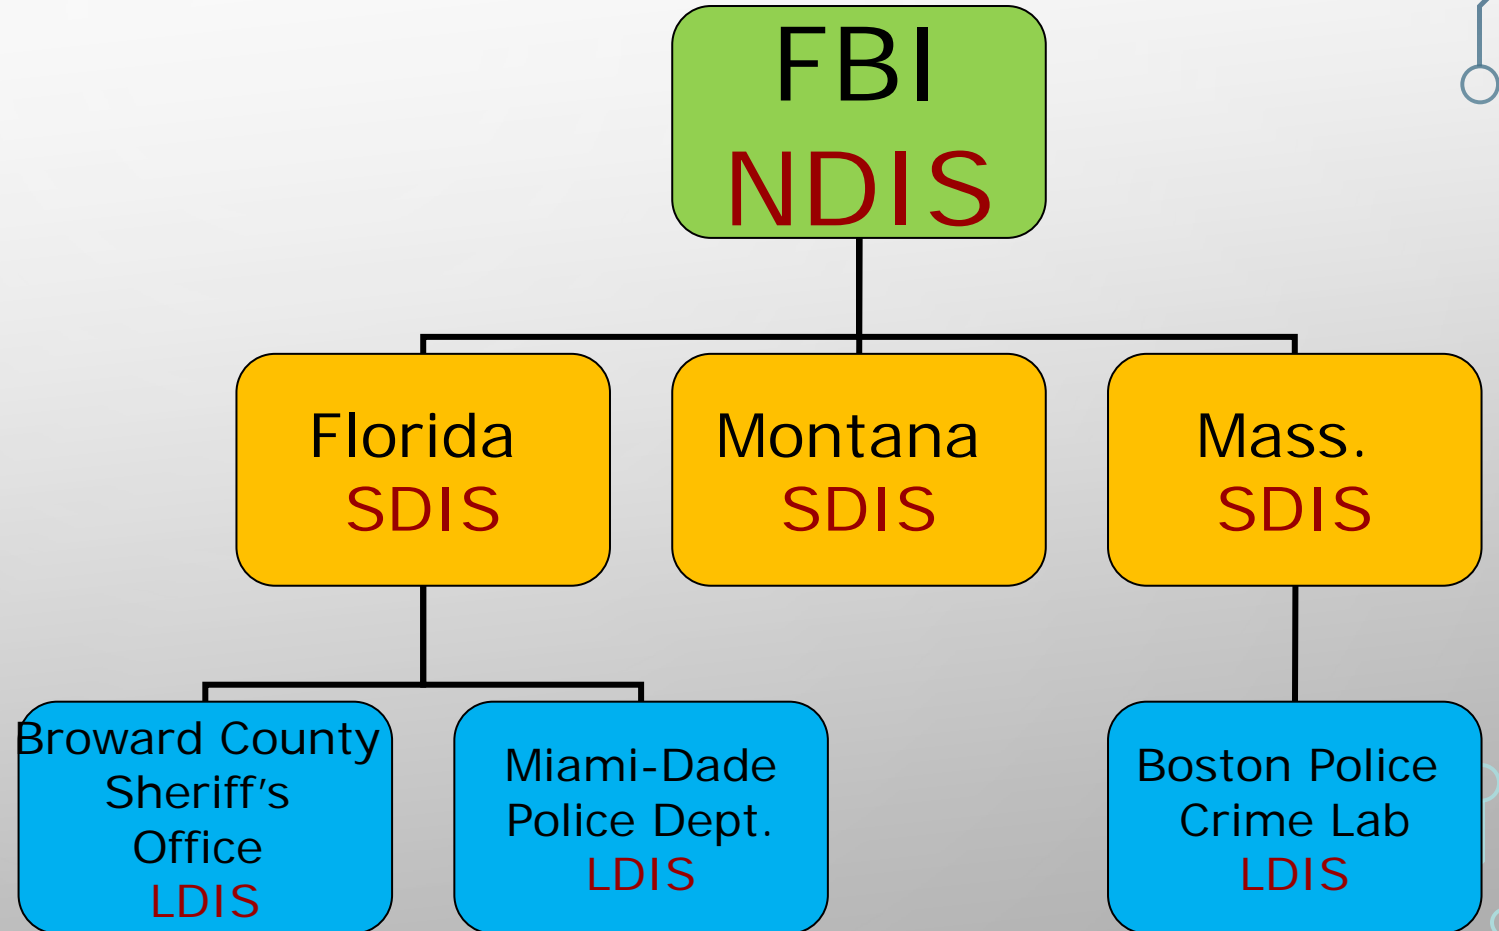 FBI
NDIS
Florida
SDIS
Montana
SDIS
Mass.
SDIS
Broward County
Sheriff’s
Office
LDIS
Miami-Dade
Police Dept.
LDIS
Boston Police
Crime Lab
LDIS